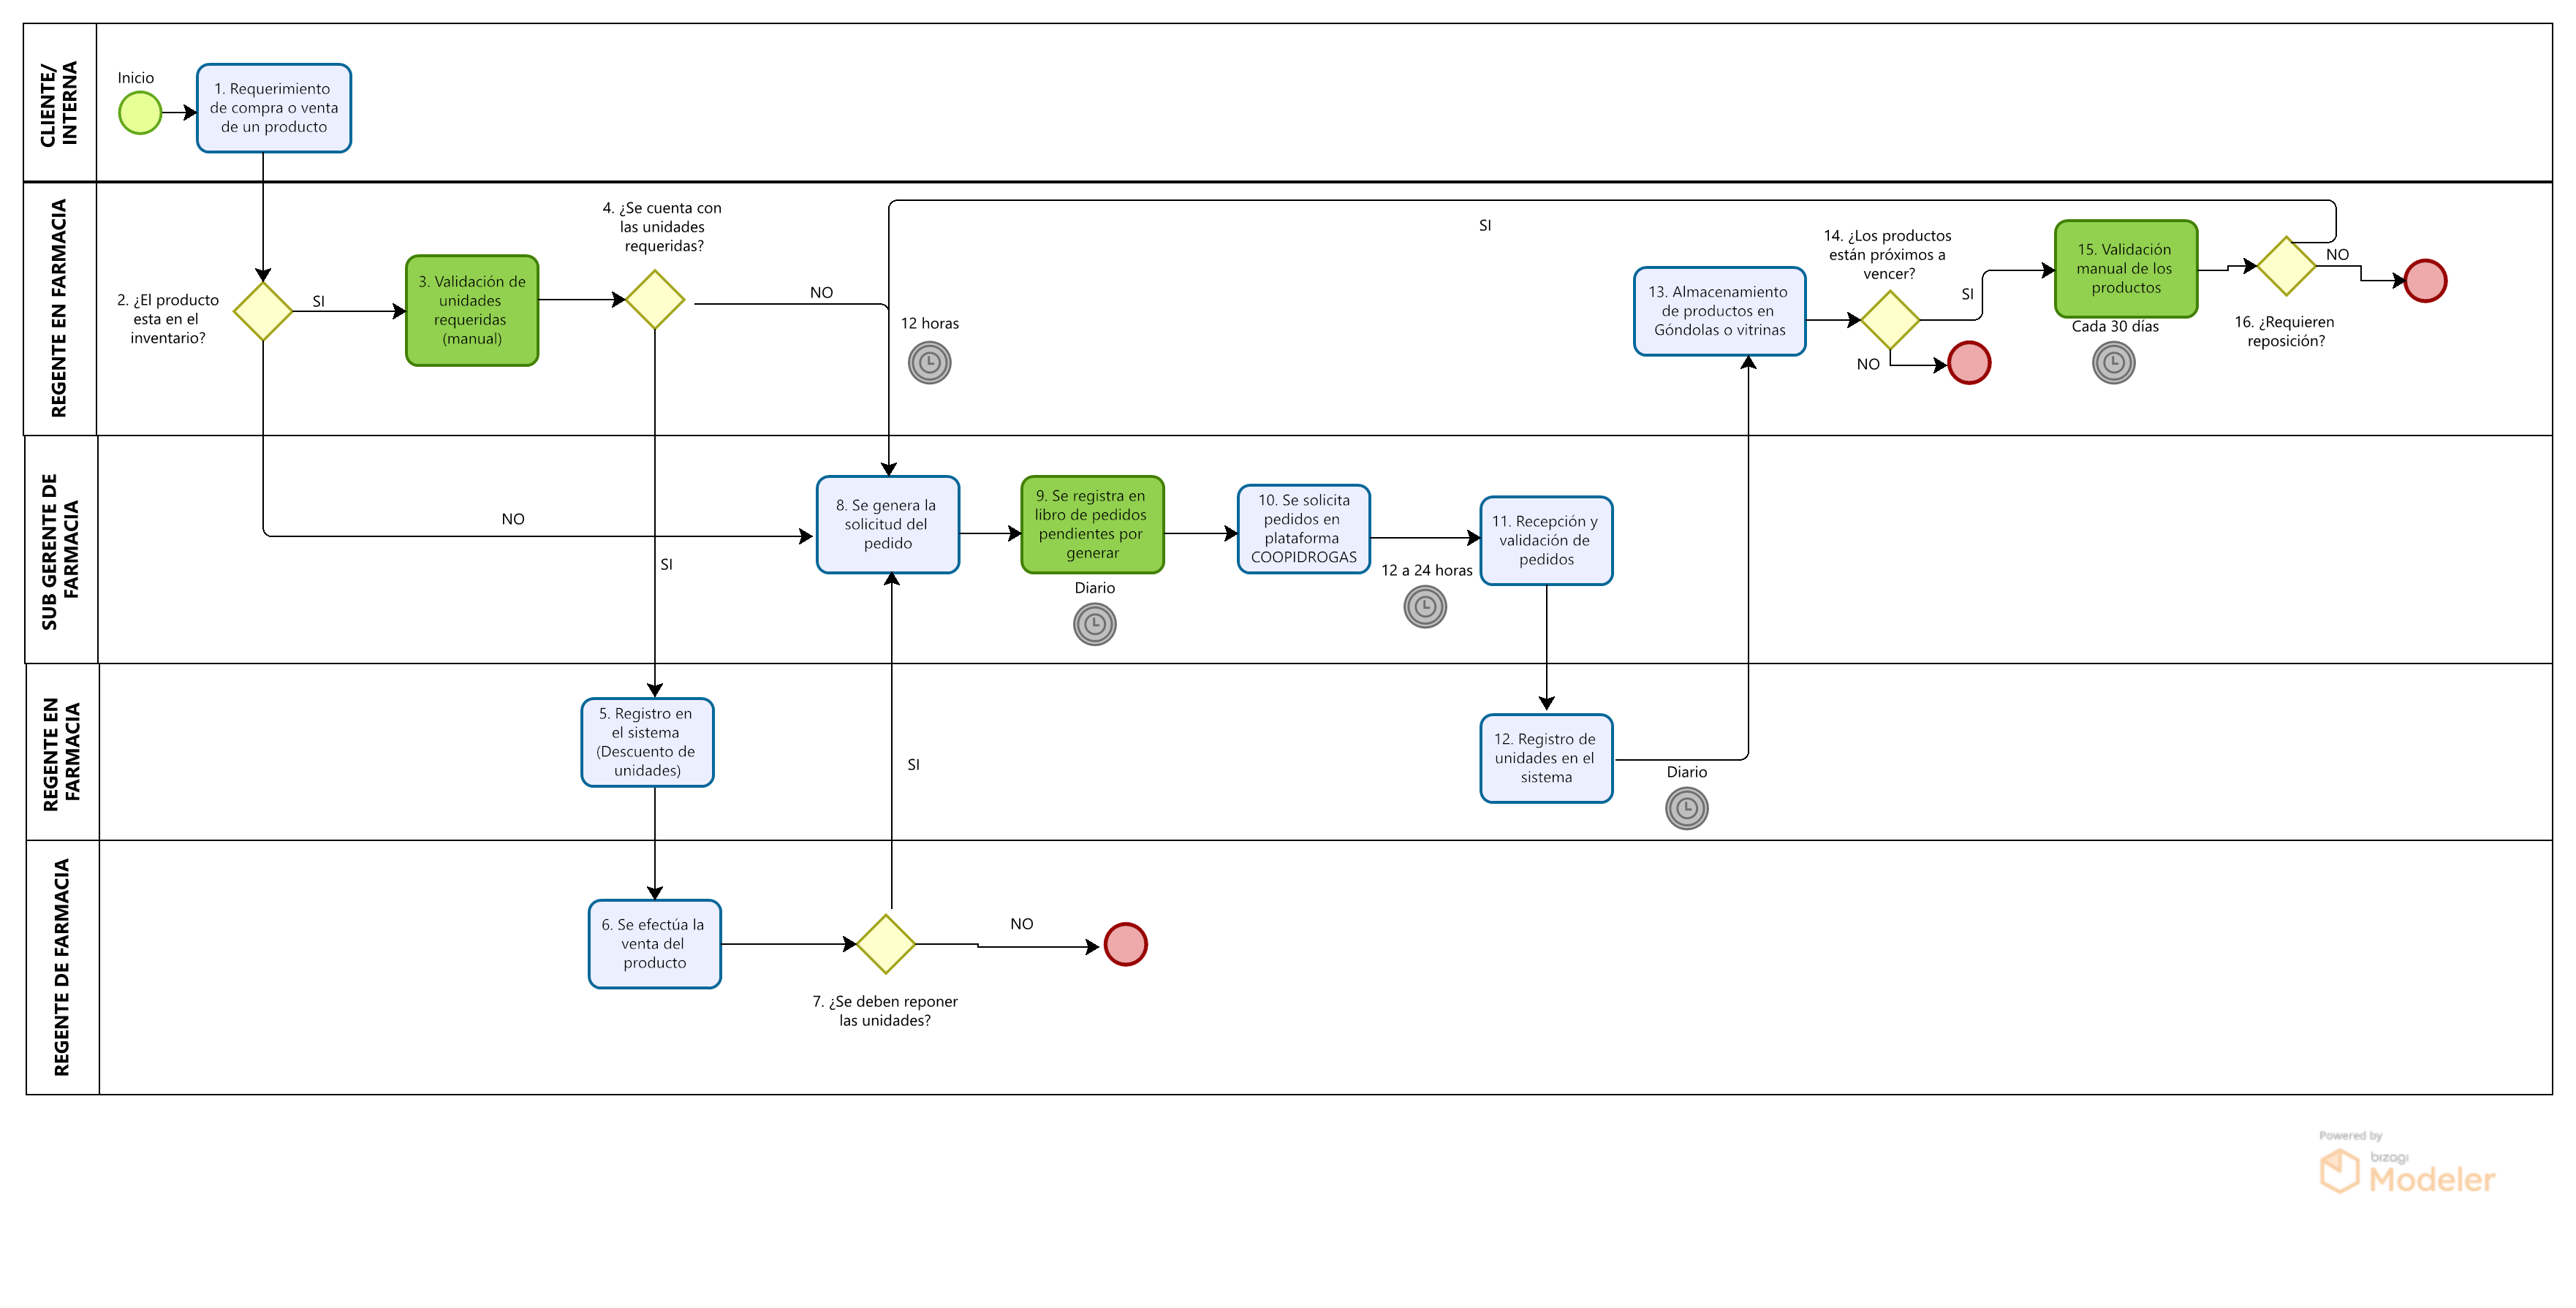 CLIENTE/
INTERNA
Inicio
1. Requerimiento
de compra o venta
de un producto
REGENTE EN FARMACIA
2. ¿El producto
esta en el
inventario?
SI
3. Validación de
unidades
requeridas
(manual)
4. ¿Se cuenta con
las unidades
requeridas?
NO
12 horas
SI
13. Almacenamiento
de productos en
Góndolas o vitrinas
14. ¿Los productos
están próximos a
vencer?
SI
NO
15. Validación
manual de los
productos
Cada 30 días
NO
16. ¿Requieren
reposición?
SUB GERENTE DE
FARMACIA
NO
SI
8. Se genera la
solicitud del
pedido
9. Se registra en
libro de pedidos
pendientes por
generar
Diario
10. Se solicita
pedidos en
plataforma
COOPIDROGAS
12 a 24 horas
11. Recepción y
validación de
pedidos
REGENTE EN
FARMACIA
5. Registro en
el sistema
(Descuento de
unidades)
SI
12. Registro de
unidades en el
sistema
Diario
REGENTE DE FARMACIA
6. Se efectúa la
venta del
producto
7. ¿Se deben reponer
las unidades?
NO
Powered by
bizagi
Modeler